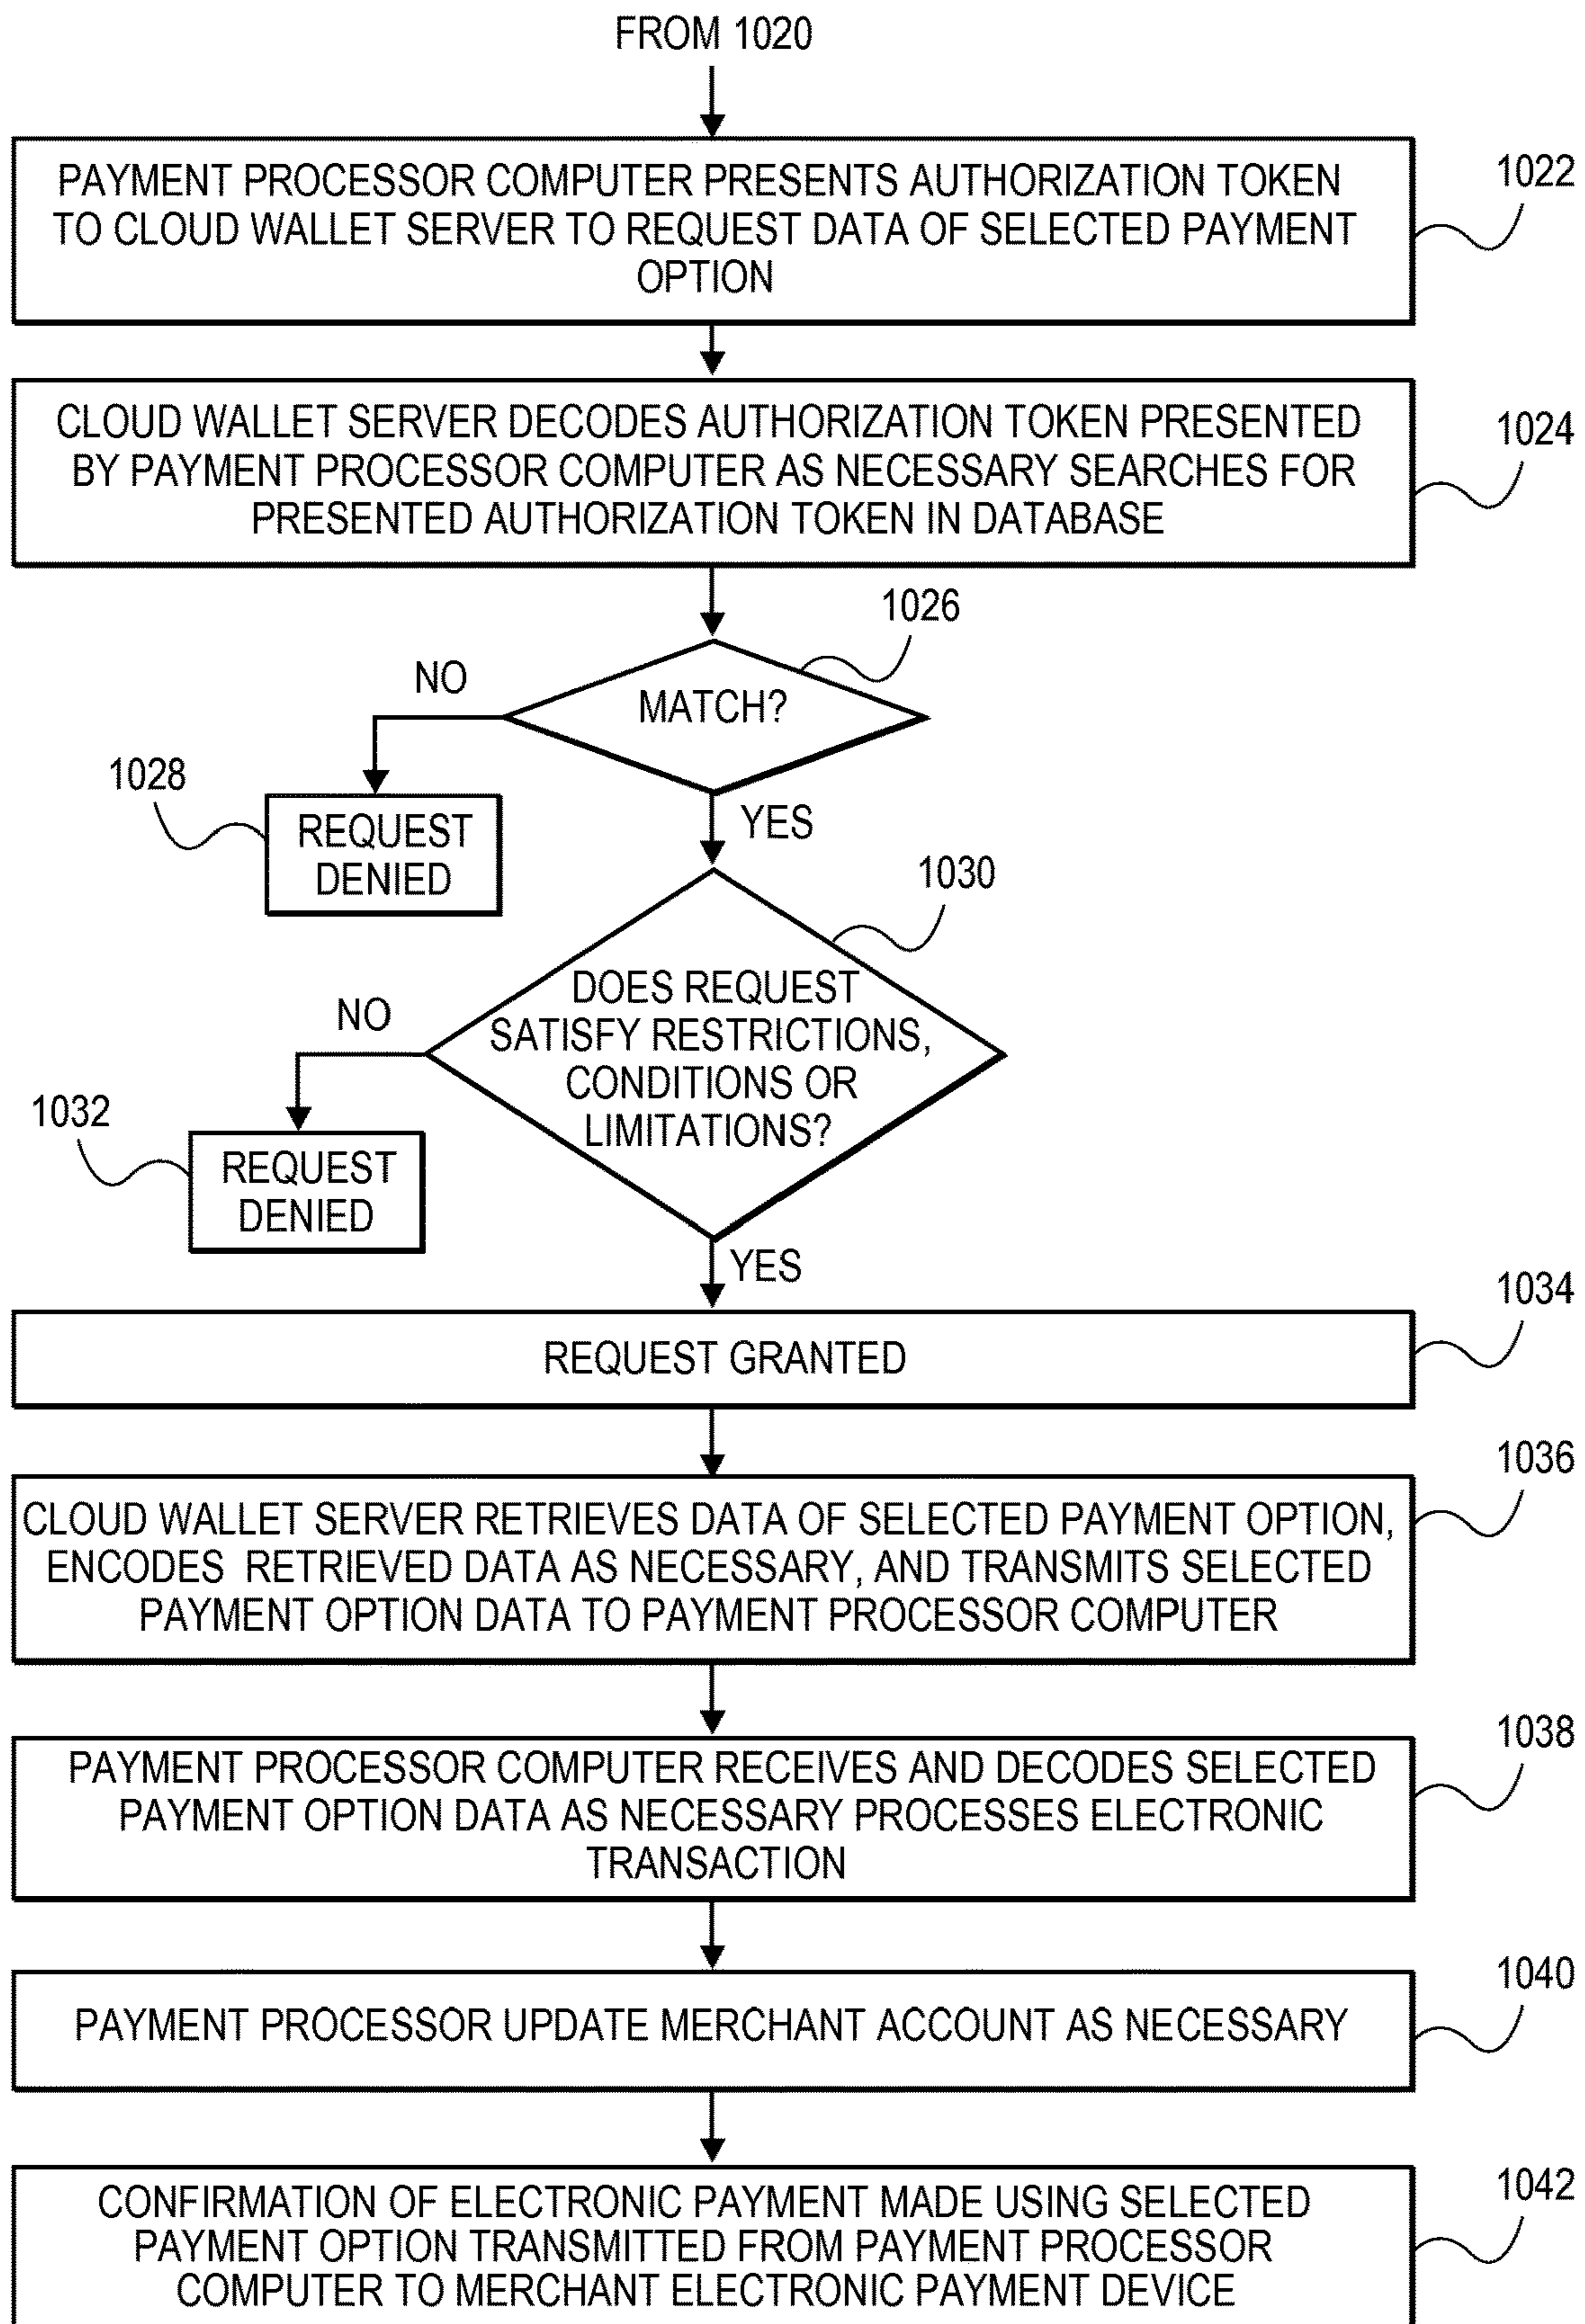 FROM 1020
PAYMENT PROCESSOR COMPUTER PRESENTS AUTHORIZATION TOKEN
TO CLOUD WALLET SERVER TO REQUEST DATA OF SELECTED PAYMENT
OPTION
1022
CLOUD WALLET SERVER DECODES AUTHORIZATION TOKEN PRESENTED
BY PAYMENT PROCESSOR COMPUTER AS NECESSARY SEARCHES FOR
PRESENTED AUTHORIZATION TOKEN IN DATABASE
1024
1026
MATCH?
NO
1028
REQUEST
DENIED
YES
1030
DOES REQUEST
SATISFY RESTRICTIONS,
CONDITIONS OR
LIMITATIONS?
NO
1032
REQUEST
DENIED
YES
1034
REQUEST GRANTED
1036
CLOUD WALLET SERVER RETRIEVES DATA OF SELECTED PAYMENT OPTION,
ENCODES RETRIEVED DATA AS NECESSARY, AND TRANSMITS SELECTED
PAYMENT OPTION DATA TO PAYMENT PROCESSOR COMPUTER
1038
PAYMENT PROCESSOR COMPUTER RECEIVES AND DECODES SELECTED
PAYMENT OPTION DATA AS NECESSARY PROCESSES ELECTRONIC
TRANSACTION
1040
PAYMENT PROCESSOR UPDATE MERCHANT ACCOUNT AS NECESSARY
1042
CONFIRMATION OF ELECTRONIC PAYMENT MADE USING SELECTED
PAYMENT OPTION TRANSMITTED FROM PAYMENT PROCESSOR
COMPUTER TO MERCHANT ELECTRONIC PAYMENT DEVICE